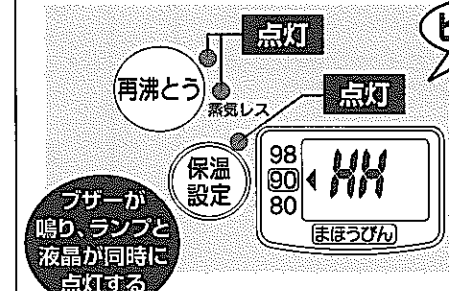 点灯
再沸とう
蒸気レス
点灯
保温
設定
98
90
80
HH
まほうびん
ブザーが
鳴り、ランプと
液晶が同時に
点灯する